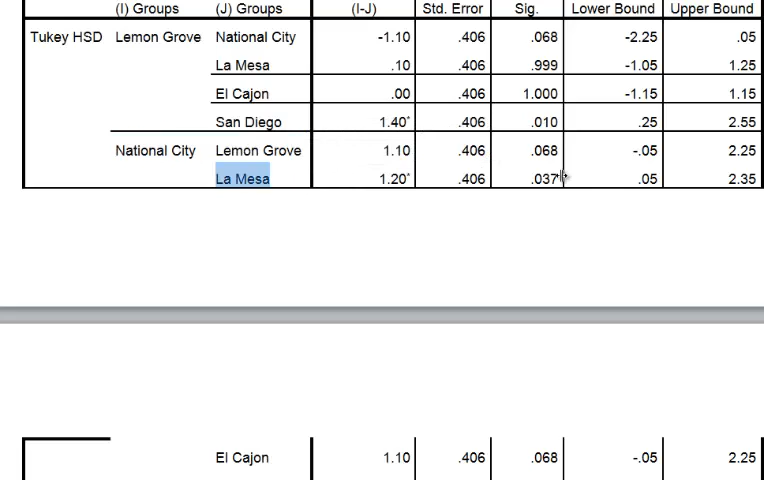 (I) Groups (J) Groups (I-J) Std. Error Sig. Lower Bound Upper Bound
Tukey HSD Lemon Grove National City -1.10 .406 .068 -2.25 .05
La Mesa .10 .406 .999 -1.05 1.25
El Cajon .00 .406 1.000 -1.15 1.15
San Diego 1.40* .406 .010 .25 2.55
National City Lemon Grove 1.10 .406 .068 -.05 2.25
La Mesa 1.20* .406 .037 .05 2.35
El Cajon 1.10 .406 .068 -.05 2.25